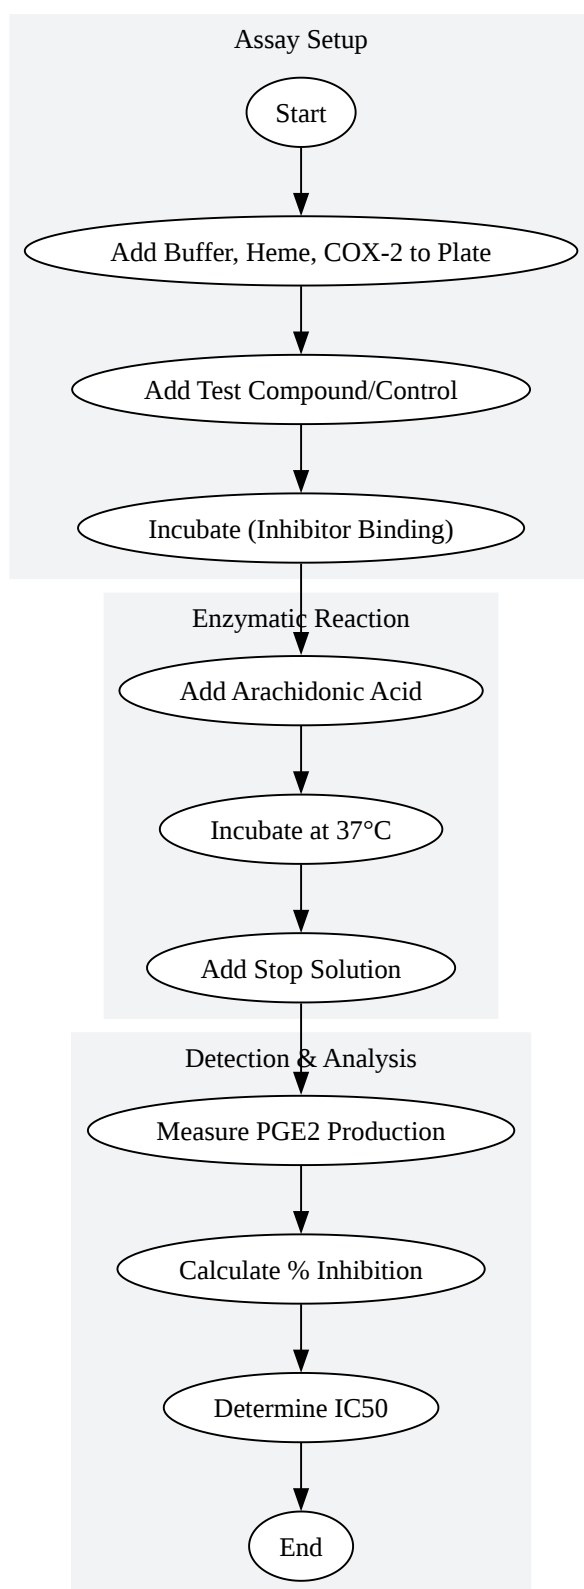 Assay Setup
Start
Add Buffer, Heme, COX-2 to Plate
Add Test Compound/Control
Incubate (Inhibitor Binding)
Enzymatic Reaction
Add Arachidonic Acid
Incubate at 37°C
Add Stop Solution
Detection & Analysis
Measure PGE2 Production
Calculate % Inhibition
Determine IC50
End